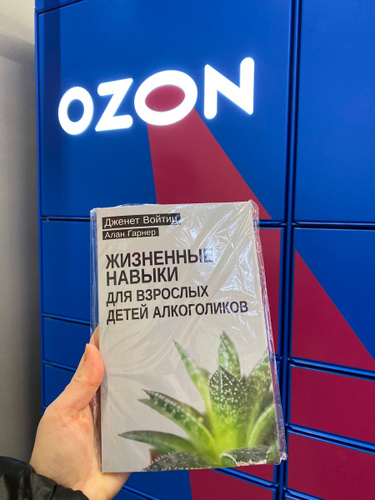 OZON
Дженет Войтиц
Алан Гарнер
ЖИЗНЕННЫЕ
НАВЫКИ
ДЛЯ ВЗРОСЛЫХ
ДЕТЕЙ АЛКОГОЛИКОВ